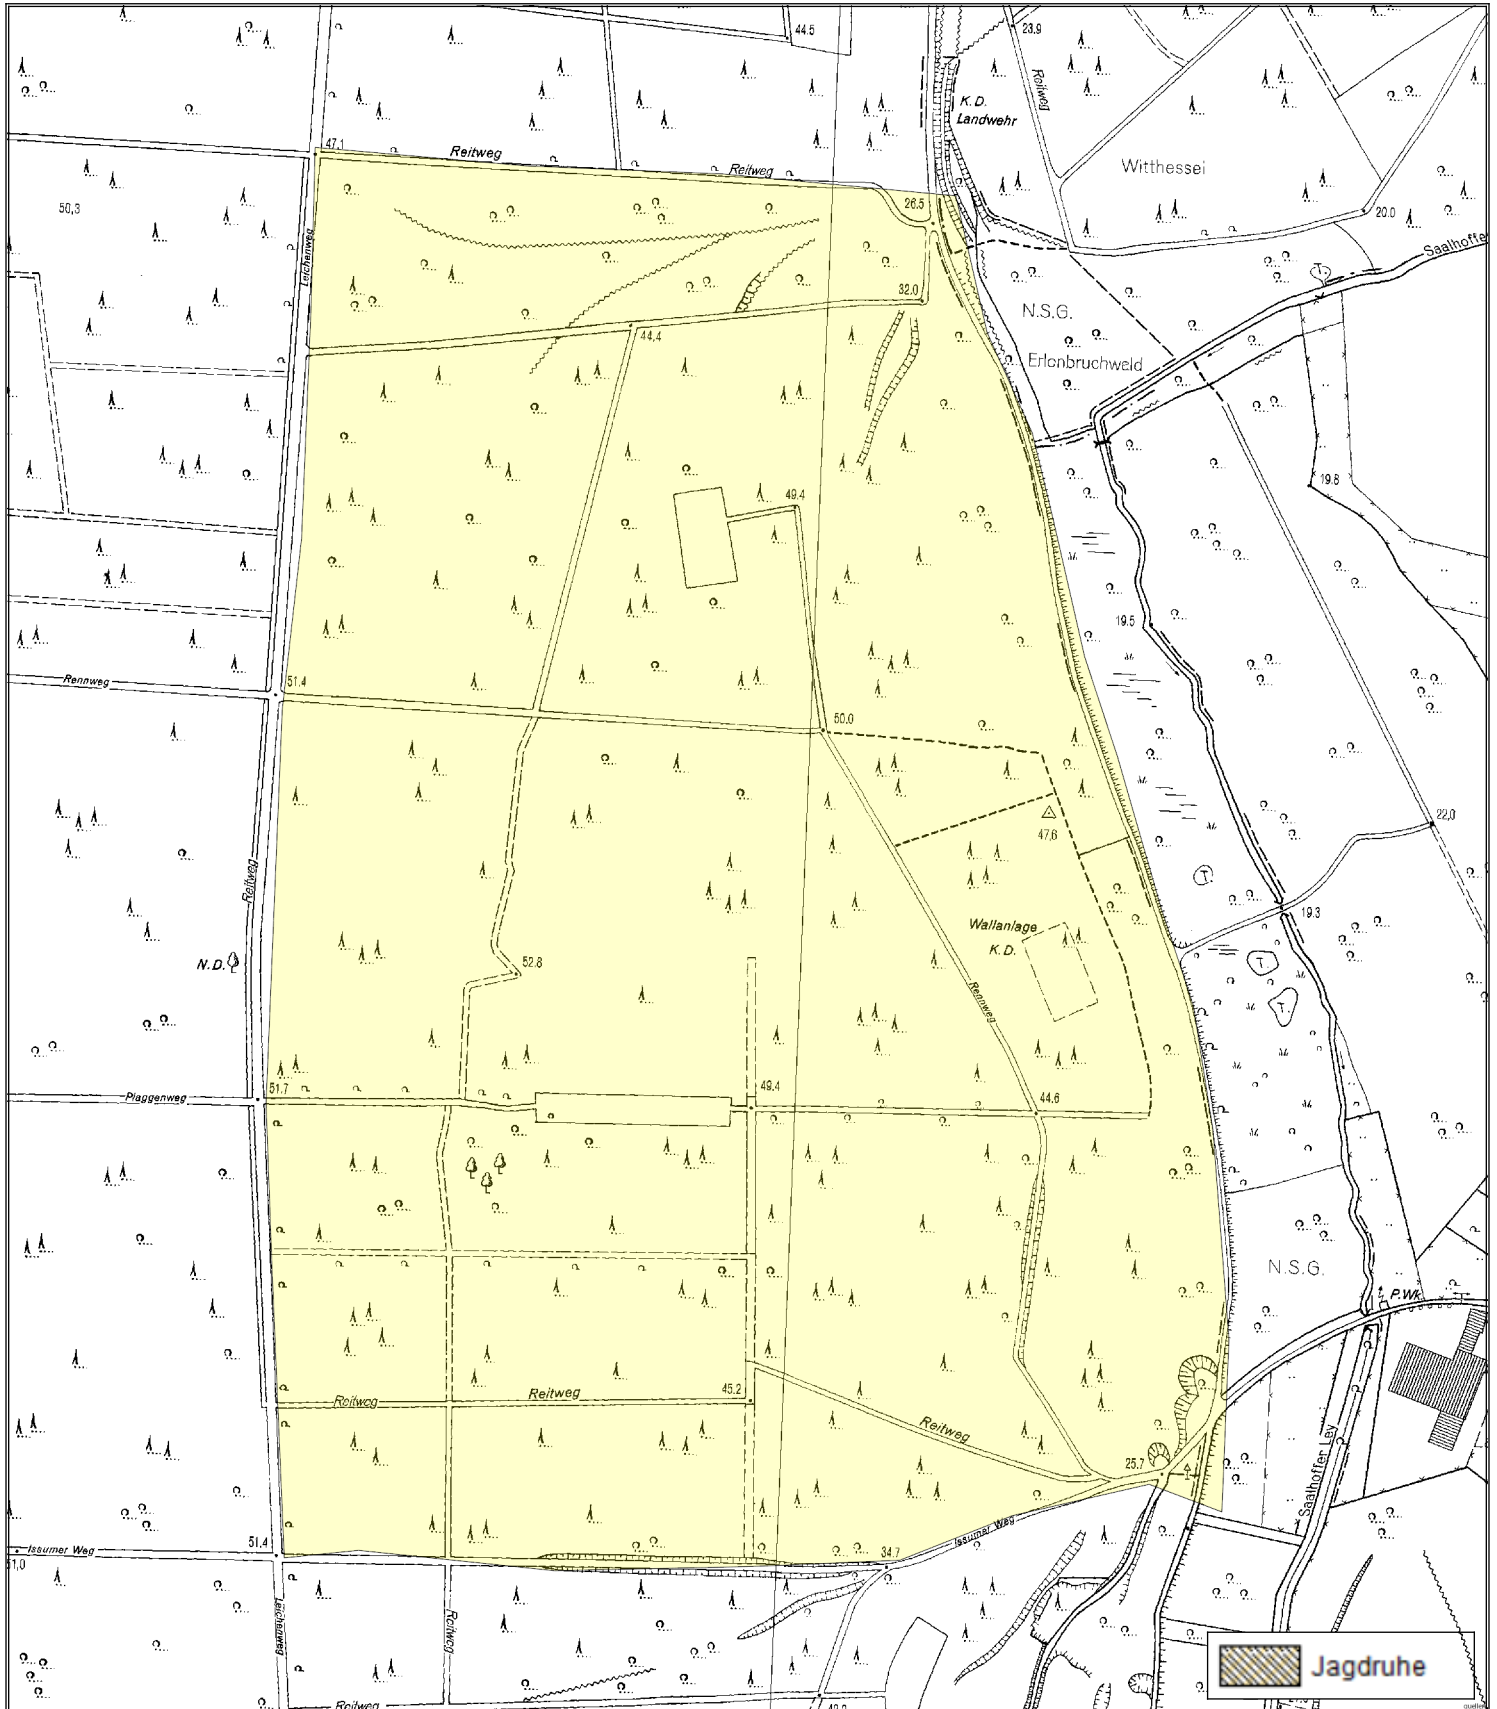 44.5
23.9
Reitweg
K.D.
Landwehr
47.1
Reitweg
Reitweg
Witthessei
50,3
26.5
20.0
Leichenweg
Saalhoffe
T.
32.0
N.S.G.
44,4
Erlenbruchweld
49.4
19.8
19.5
Rennweg
51.4
50.0
47,6
22,0
Reitweg
T.
19.3
Wallanlage
K.D.
N.D.
52.8
T.
Rennweg
T.
Plaggenweg
51.7
49.4
44.6
N.S.G.
P.Wk.
Reitweg
Reitweg
45.2
Reitweg
25.7
Saalhoffer Ley
Issumer Weg
51,4
Issumer Weg
34.7
51,0
Leichenweg
Reitweg
Jagdruhe
Reitweg